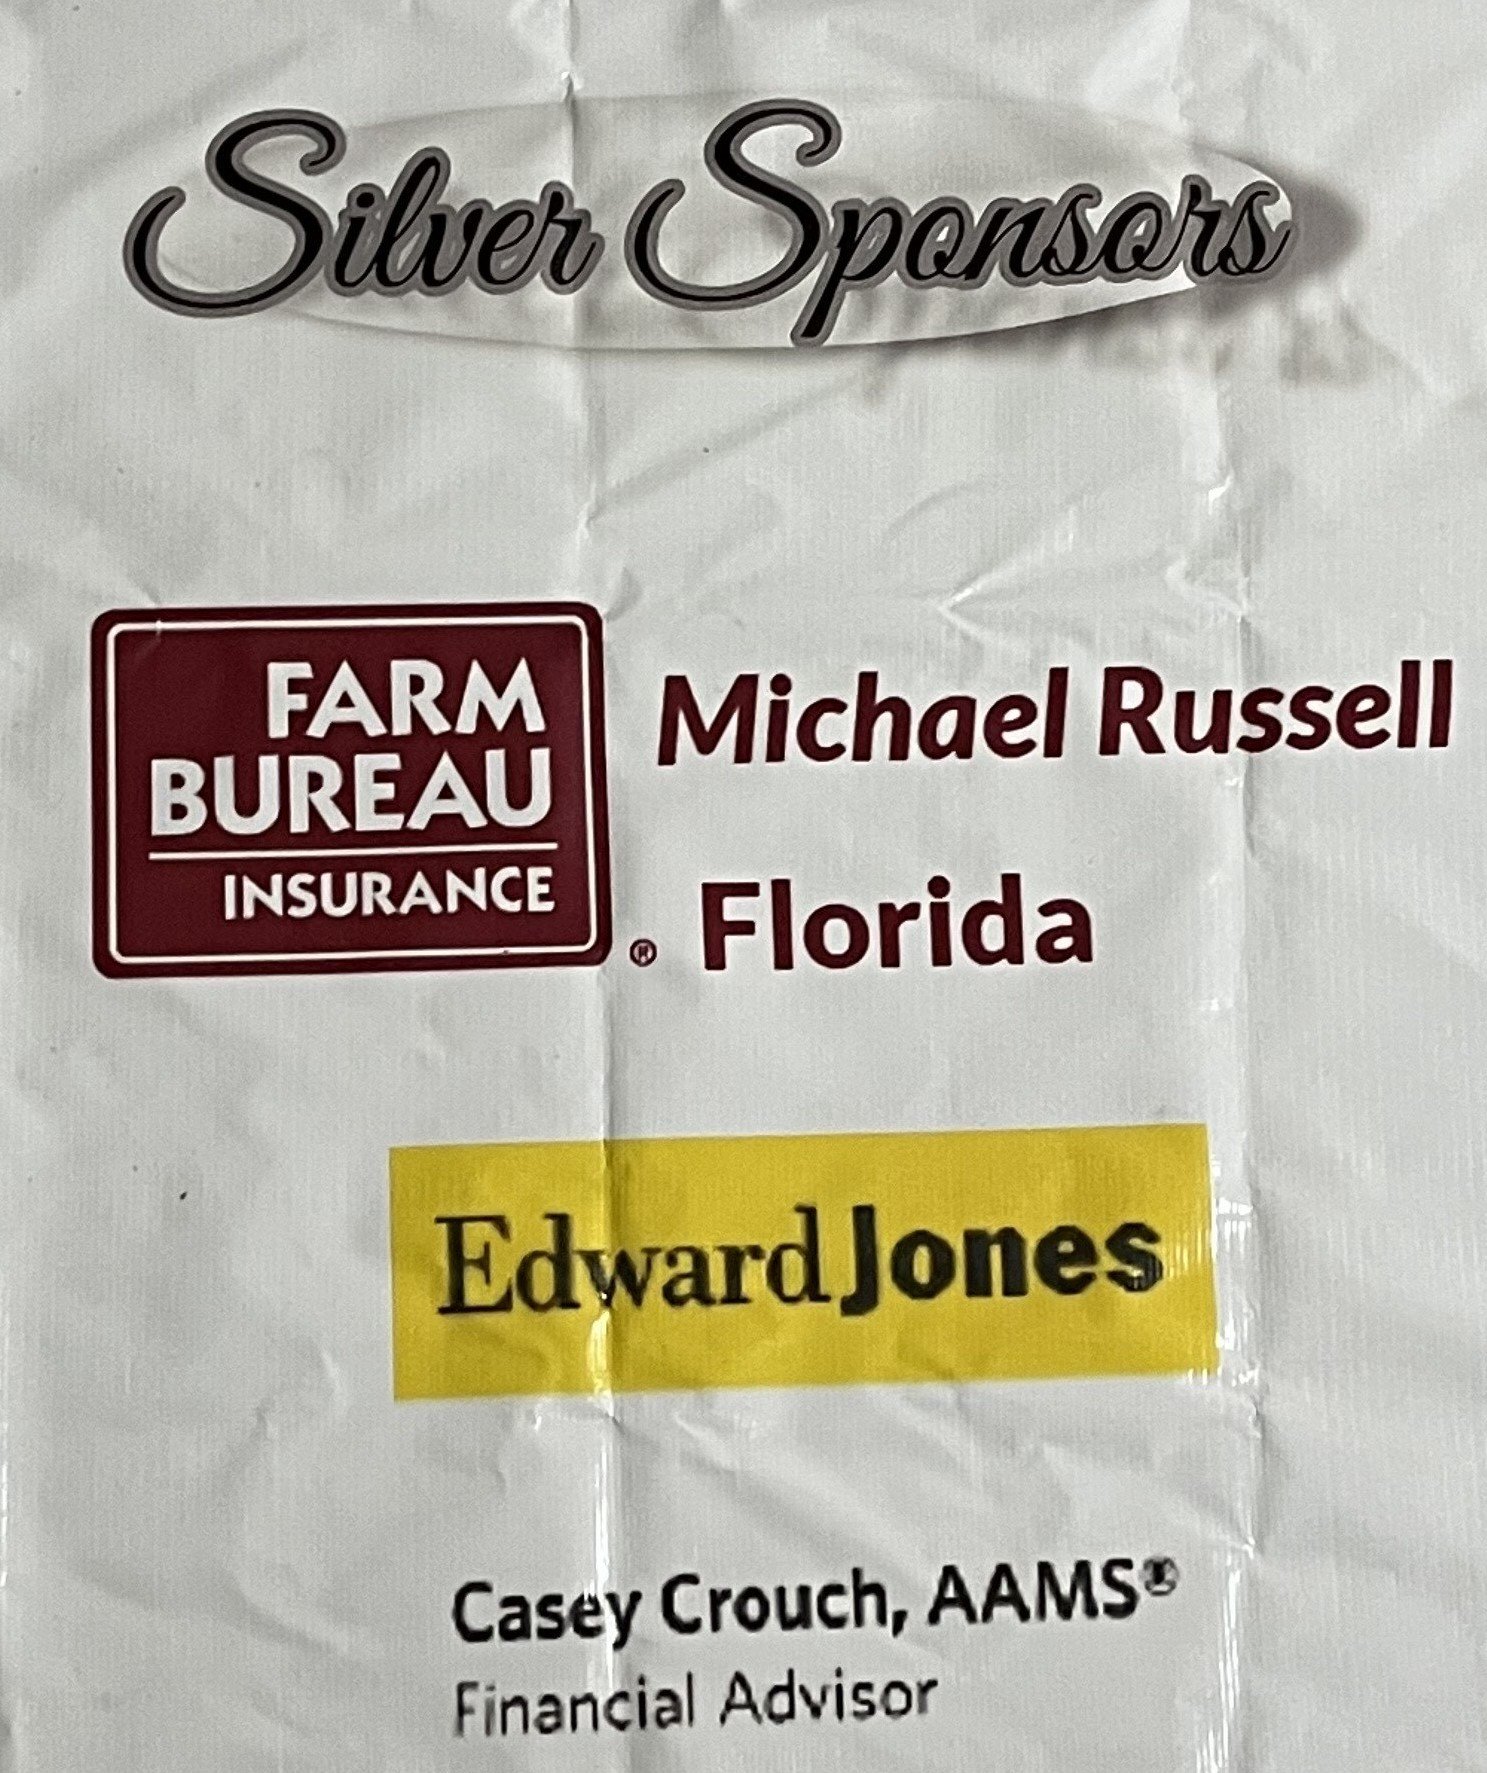 Silver Sponsors
FARM
BUREAU
INSURANCE
®
Michael Russell
Florida
Edward Jones
Casey Crouch, AAMS®
Financial Advisor